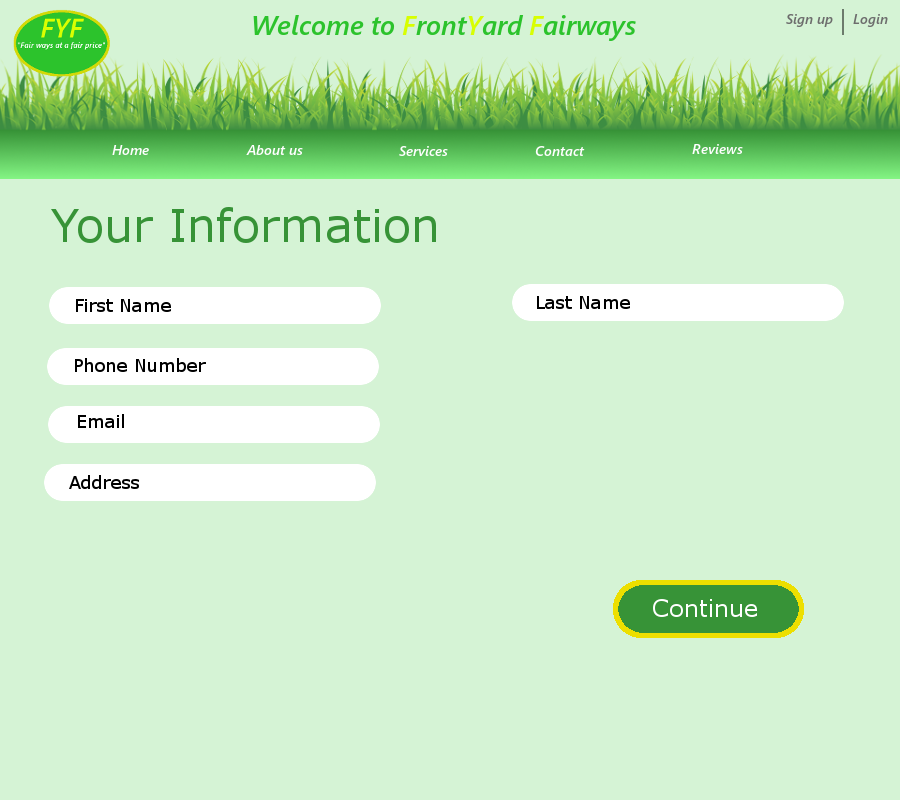 FYF
"Fair ways at a fair price"
Welcome to FrontYard Fairways
Sign up
Login
Home
About us
Services
Contact
Reviews
Your Information
First Name
Last Name
Phone Number
Email
Address
Continue